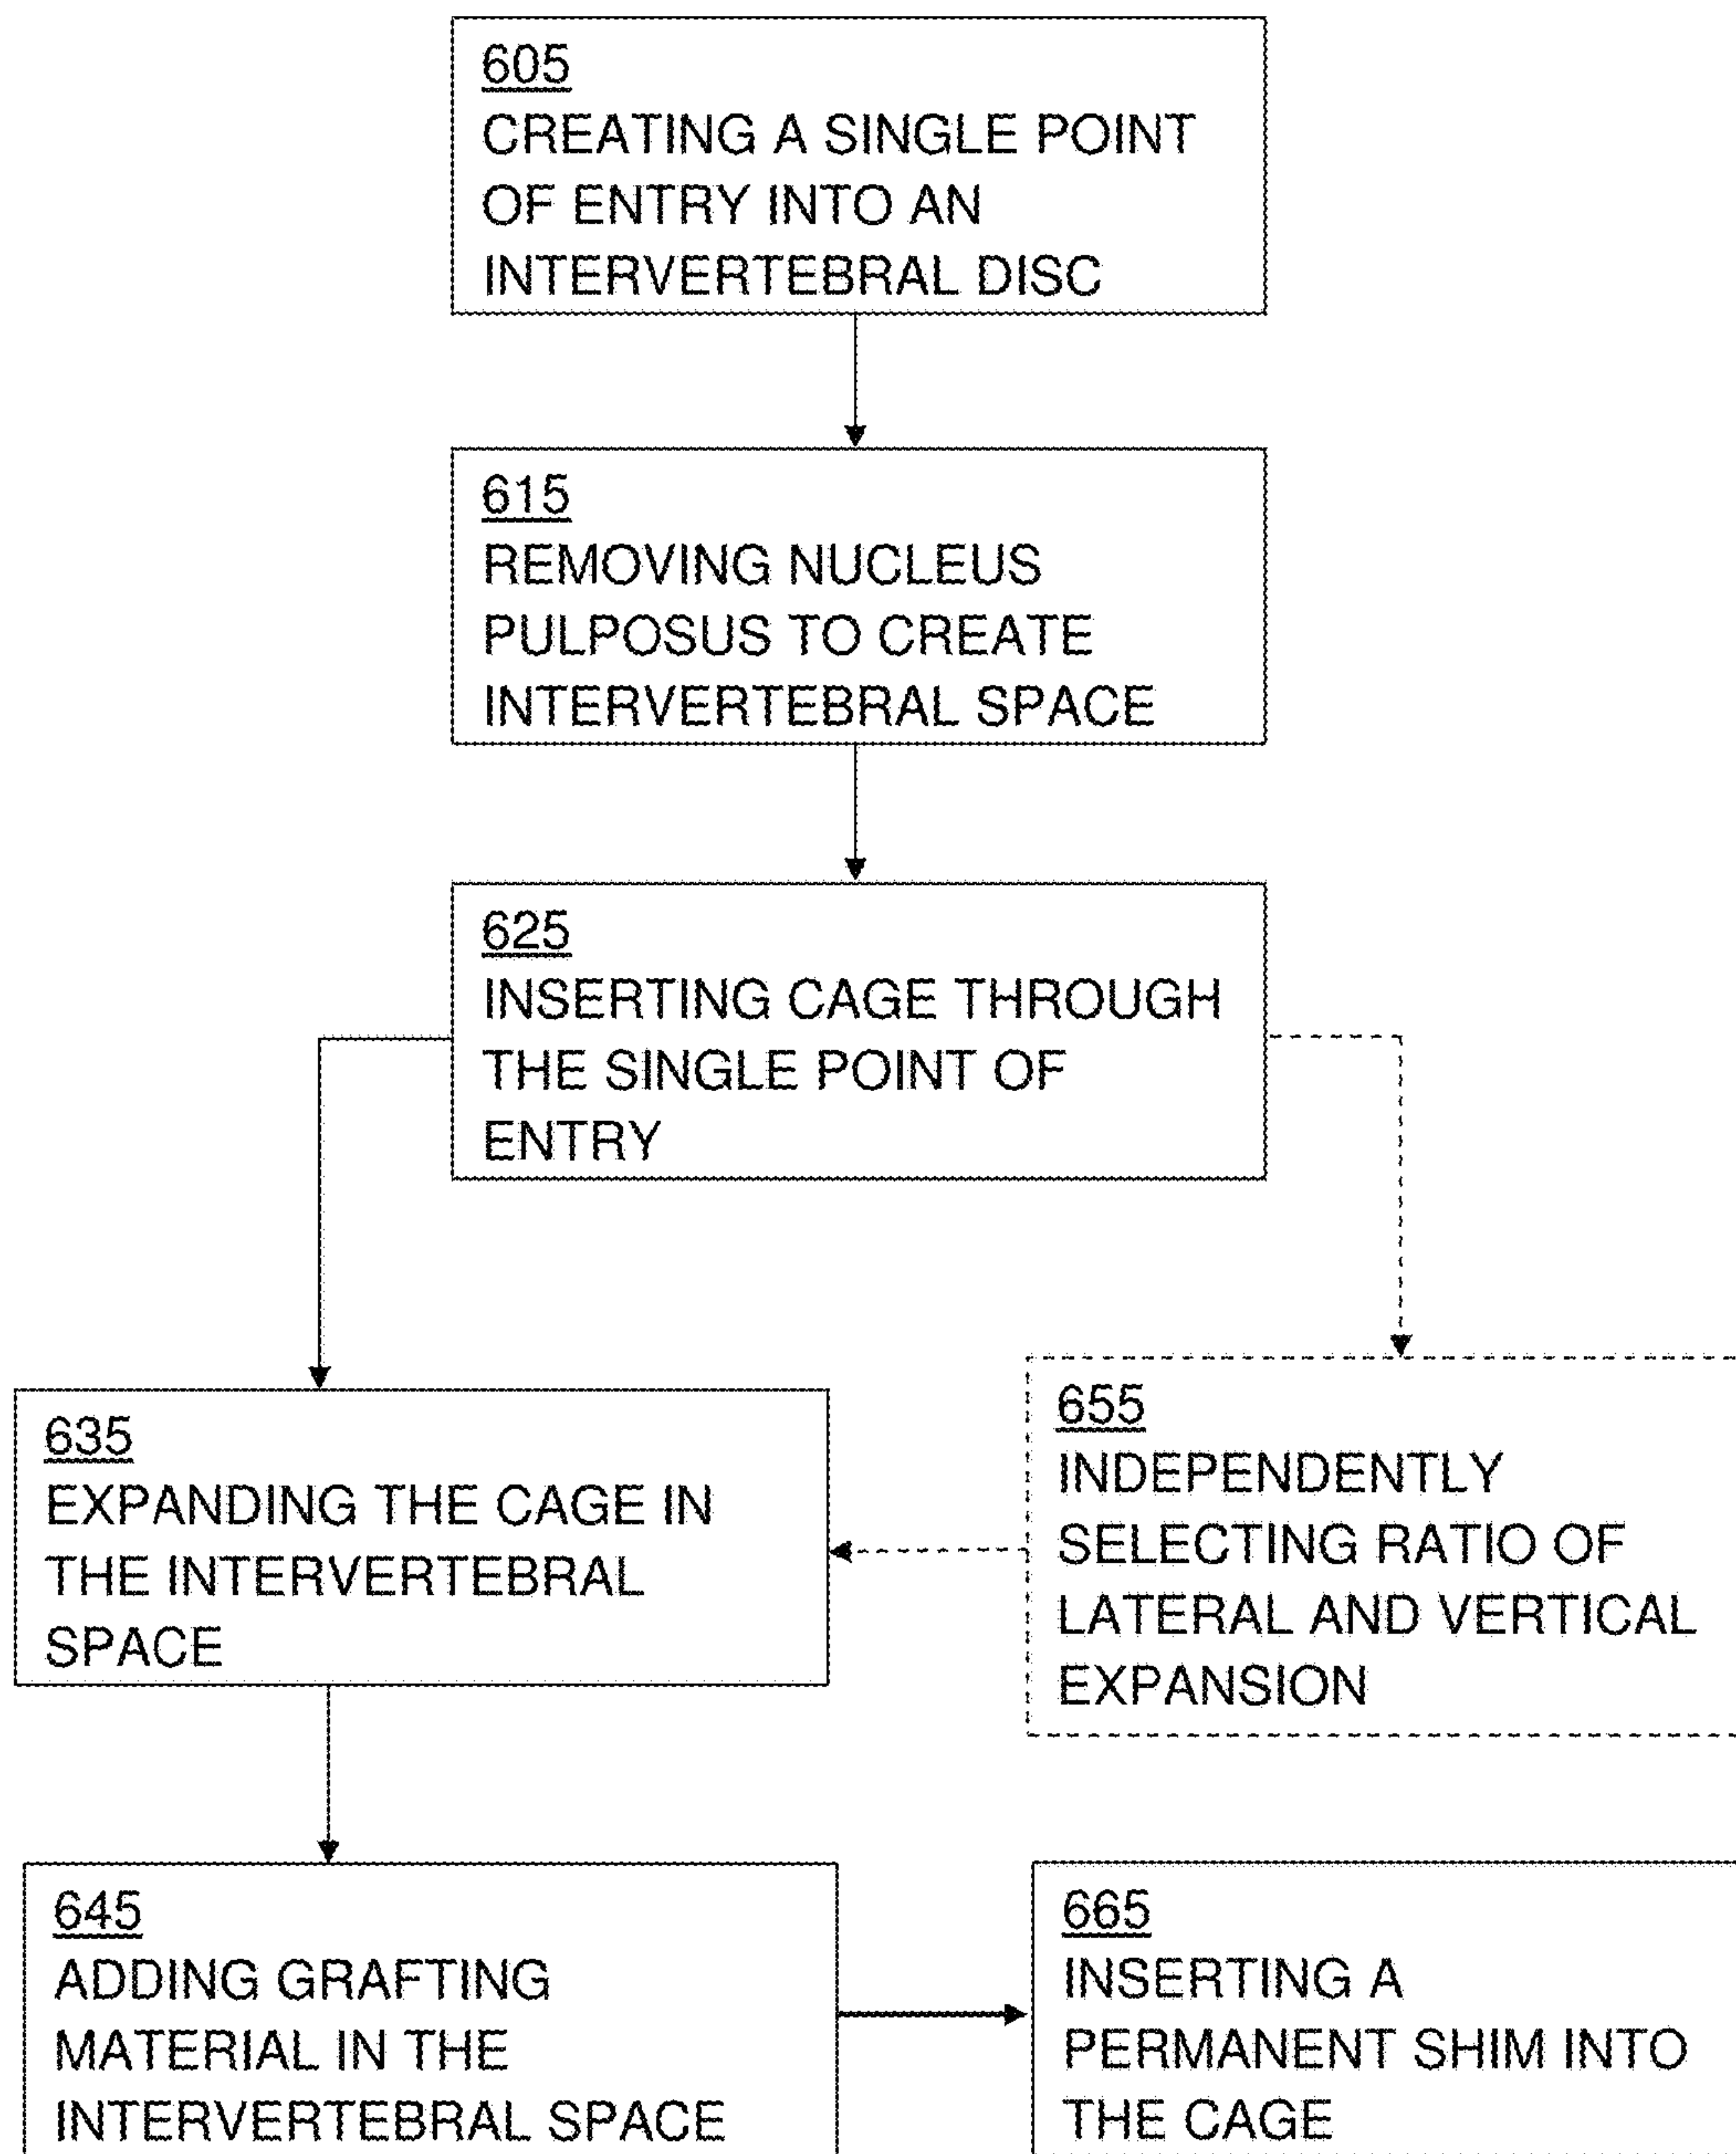 605
CREATING A SINGLE POINT
OF ENTRY INTO AN
INTERVERTEBRAL DISC
615
REMOVING NUCLEUS
PULPOSUS TO CREATE
INTERVERTEBRAL SPACE
625
INSERTING CAGE THROUGH
THE SINGLE POINT OF
ENTRY
635
EXPANDING THE CAGE IN
THE INTERVERTEBRAL
SPACE
655
INDEPENDENTLY
SELECTING RATIO OF
LATERAL AND VERTICAL
EXPANSION
645
ADDING GRAFTING
MATERIAL IN THE
INTERVERTEBRAL SPACE
665
INSERTING A
PERMANENT SHIM INTO
THE CAGE